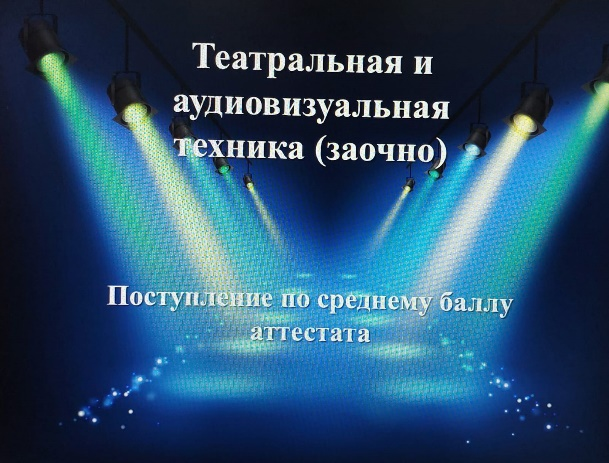 Театральная и
аудиовизуальная
техника (заочно)
Поступление по среднему баллу
аттестата